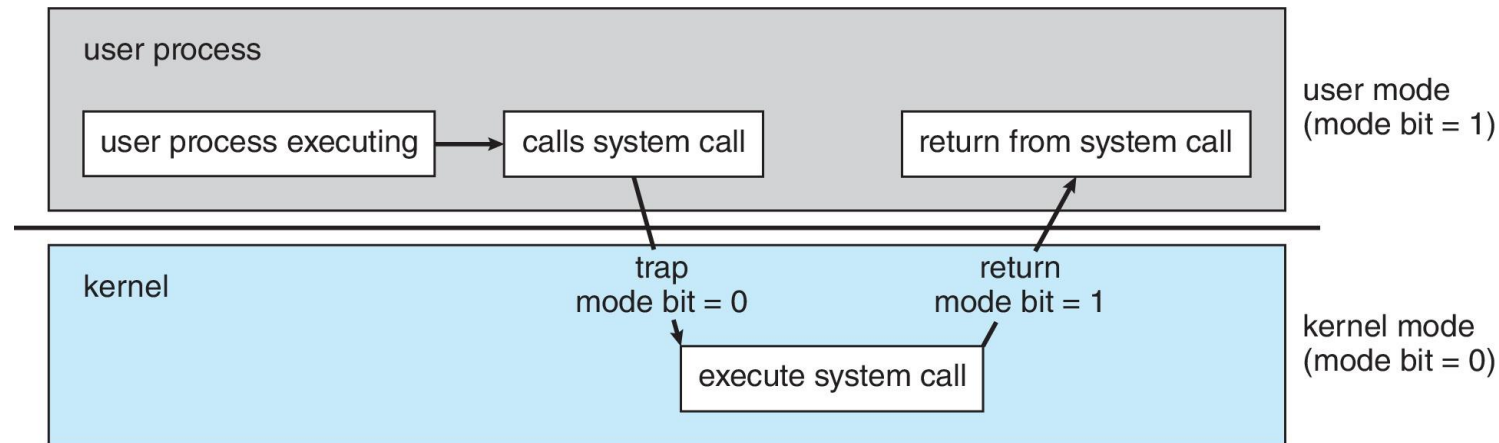 user process
user process executing
calls system call
return from system call
user mode
(mode bit = 1)
kernel
trap
mode bit = 0
return
mode bit = 1
execute system call
kernel mode
(mode bit = 0)